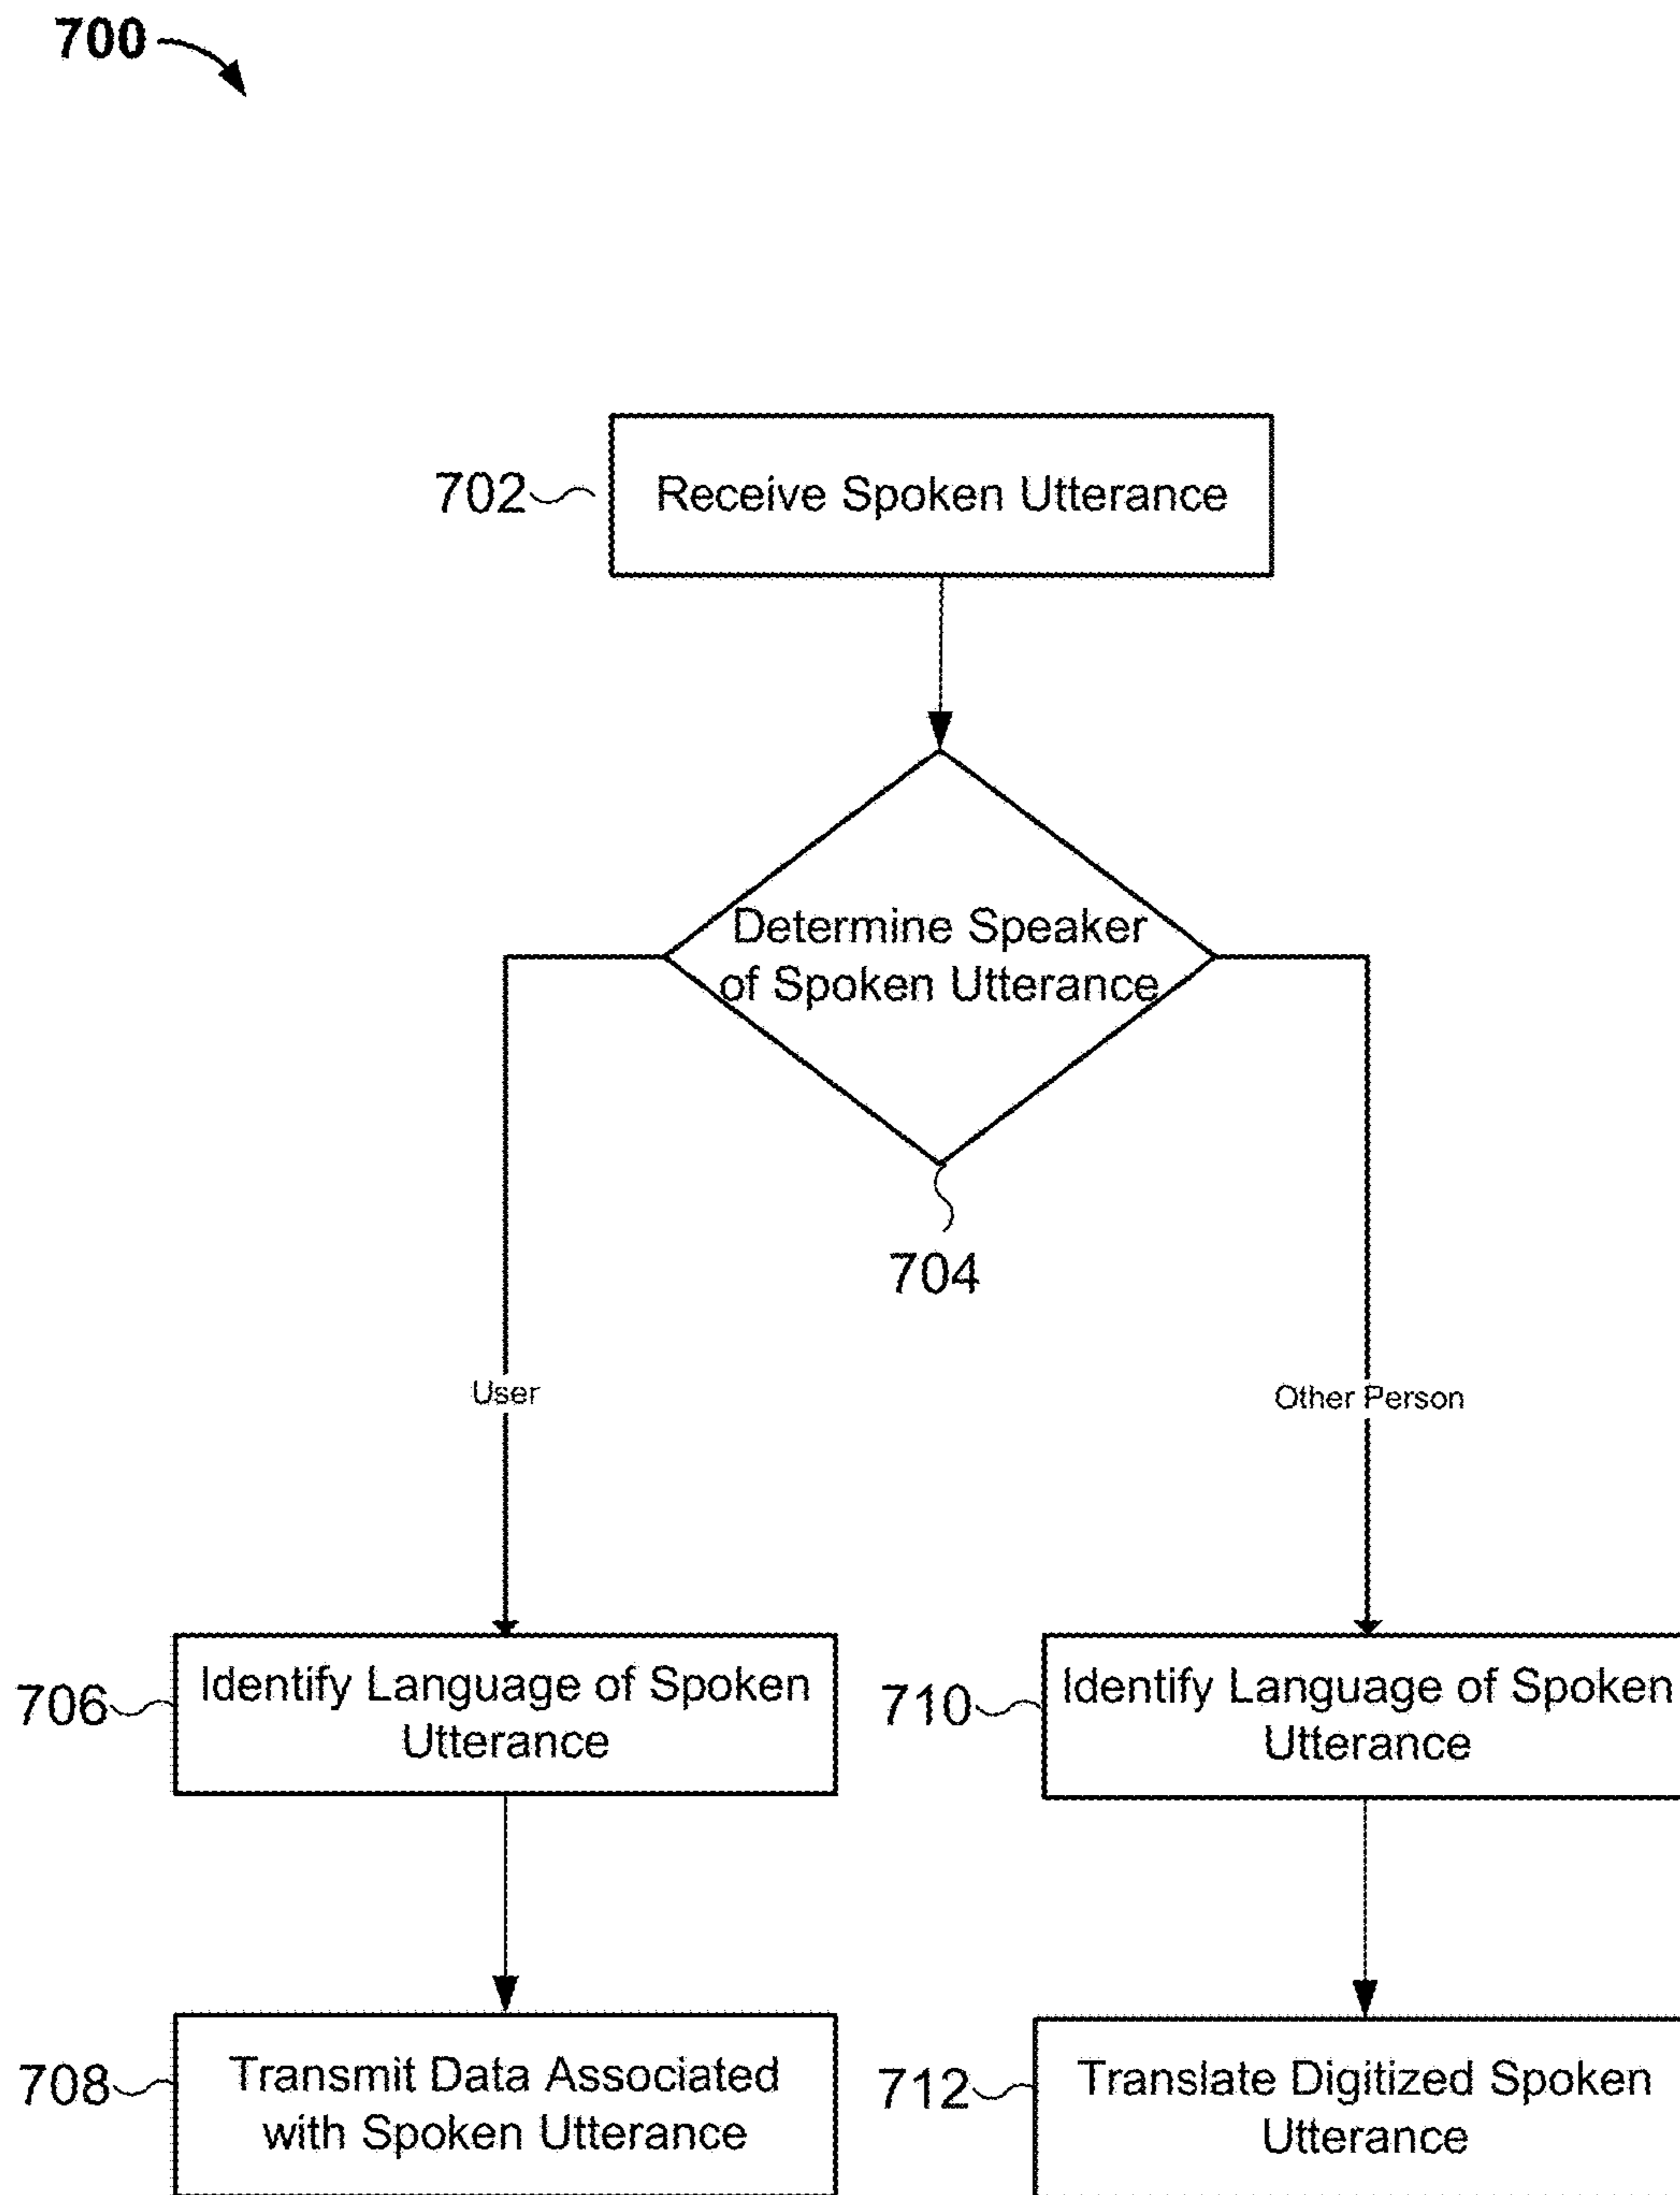 700
702
Receive Spoken Utterance
Determine Speaker
of Spoken Utterance
704
User
Other Person
706
Identify Language of Spoken
Utterance
710
Identify Language of Spoken
Utterance
708
Transmit Data Associated
with Spoken Utterance
712
Translate Digitized Spoken
Utterance